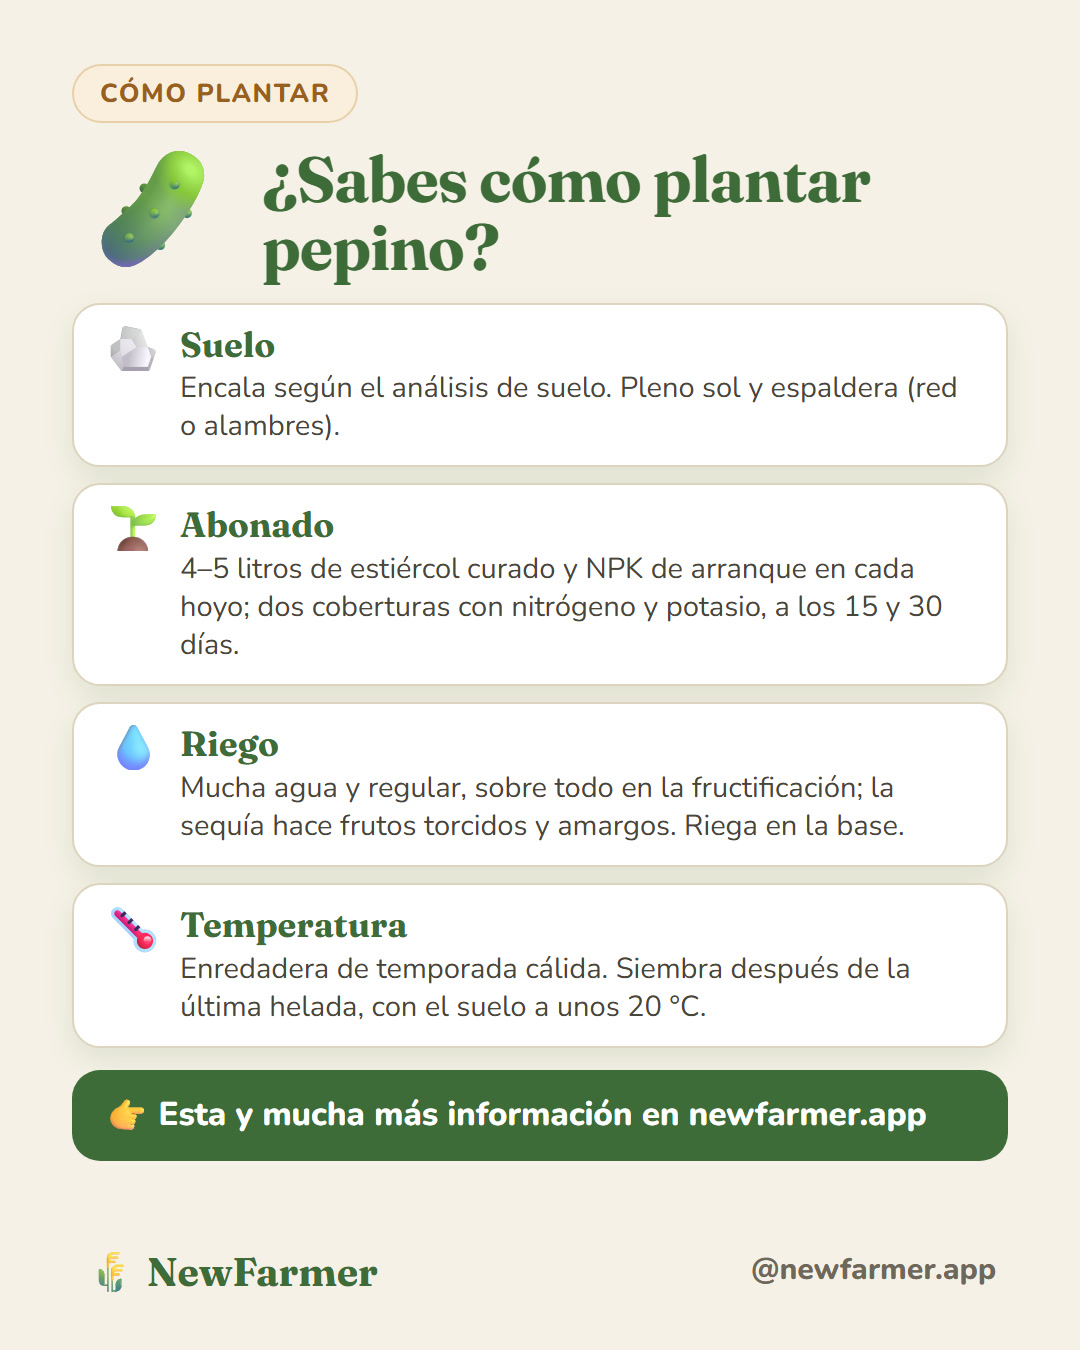 CÓMO PLANTAR
¿Sabes cómo plantar
pepino?
Suelo
Encala según el análisis de suelo. Pleno sol y espaldera (red
o alambres).
Abonado
4–5 litros de estiércol curado y NPK de arranque en cada
hoyo; dos coberturas con nitrógeno y potasio, a los 15 y 30
días.
Riego
Mucha agua y regular, sobre todo en la fructificación; la
sequía hace frutos torcidos y amargos. Riega en la base.
Temperatura
Enredadera de temporada cálida. Siembra después de la
última helada, con el suelo a unos 20 °C.
Esta y mucha más información en newfarmer.app
NewFarmer
@newfarmer.app